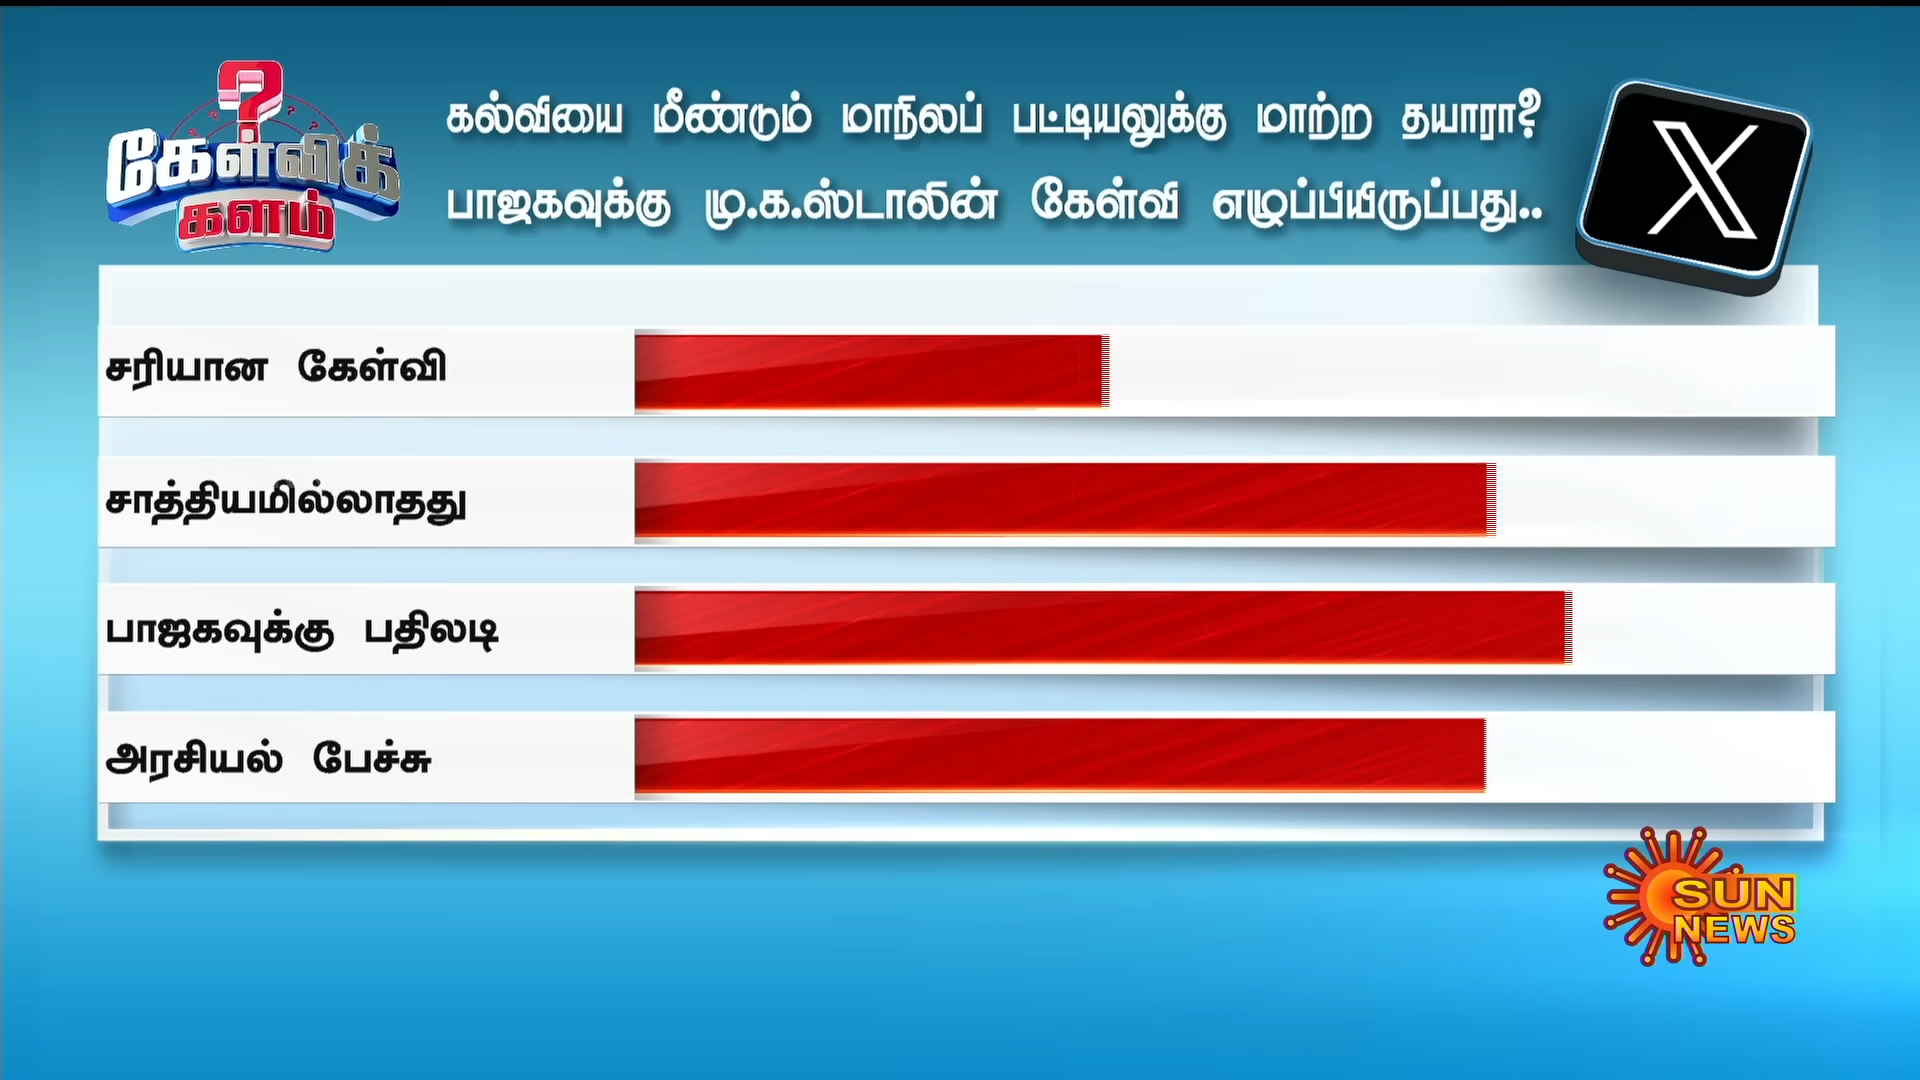 கேள்விக்
களம்
கல்வியை மீண்டும் மாநிலப் பட்டியலுக்கு மாற்ற தயாரா?
பாஜகவுக்கு மு.க.ஸ்டாலின் கேள்வி எழுப்பியிருப்பது..
X
சரியான கேள்வி
சாத்தியமில்லாதது
பாஜகவுக்கு பதிலடி
அரசியல் பேச்சு
SUN
NEWS